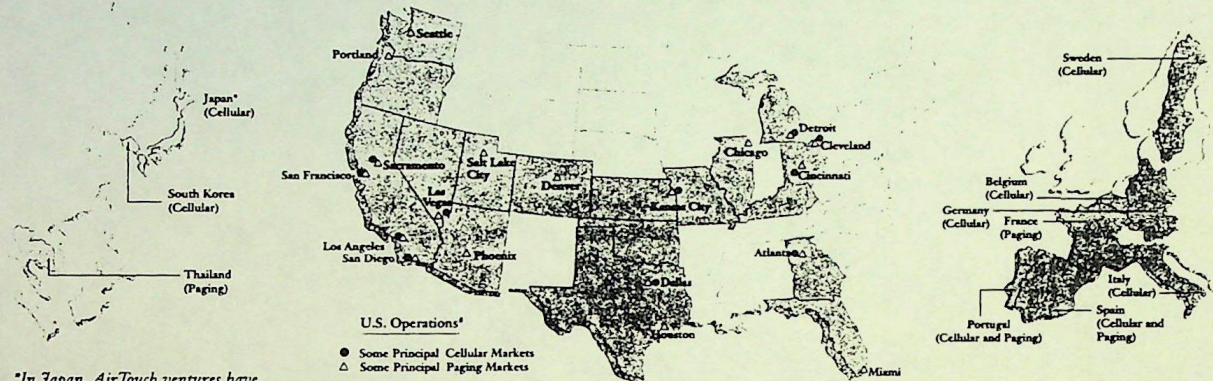 Japan*
(Cellular)
South Korea
(Cellular)
Thailand
(Paging)
*In Japan, AirTouch ventures have
Seattle
Portland
Sacramento
San Francisco
Las
Vegas
Los Angeles
San Diego
Salt Lake
City
Denver
Phoenix
Kansas City
Chicago
Detroit
Cleveland
Cincinnati
Atlanta
Dallas
Houston
Miami
U.S. Operations‡
● Some Principal Cellular Markets
△ Some Principal Paging Markets
Sweden
(Cellular)
Belgium
(Cellular)
Germany
(Cellular)
France
(Paging)
Italy
(Cellular)
Spain
(Cellular and
Paging)
Portugal
(Cellular and Paging)